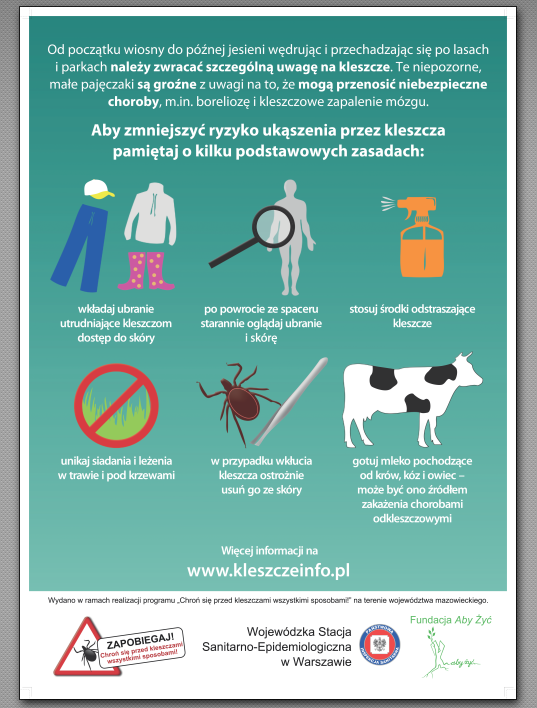 Od początku wiosny do późnej jesieni wędrując i przechadzając się po lasach
i parkach należy zwracać szczególną uwagę na kleszcze. Te niepozorne,
małe pajęczaki są groźne z uwagi na to, że mogą przenosić niebezpieczne
choroby, m.in. boreliozę i kleszczowe zapalenie mózgu.
Aby zmniejszyć ryzyko ukąszenia przez kleszcza
pamiętaj o kilku podstawowych zasadach:
wkładaj ubranie
utrudniające kleszczom
dostęp do skóry
po powrocie ze spaceru
starannie oglądaj ubranie
i skórę
stosuj środki odstraszające
kleszcze
unikaj siadania i leżenia
w trawie i pod krzewami
w przypadku wkłucia
kleszcza ostrożnie
usuń go ze skóry
gotuj mleko pochodzące
od krów, kóz i owiec –
może być ono źródłem
zakażenia chorobami
odkleszczowymi
Więcej informacji na
www.kleszczeinfo.pl
Wydano w ramach realizacji programu „Chroń się przed kleszczami wszystkimi sposobami!” na terenie województwa mazowieckiego.
ZAPOBIEGAJ!
Chroń się przed kleszczami
wszystkimi sposobami!
Wojewódzka Stacja
Sanitarno-Epidemiologiczna
w Warszawie
PAŃSTWOWA
INSPEKCJA SANITARNA
Fundacja Aby Żyć
aby żyć